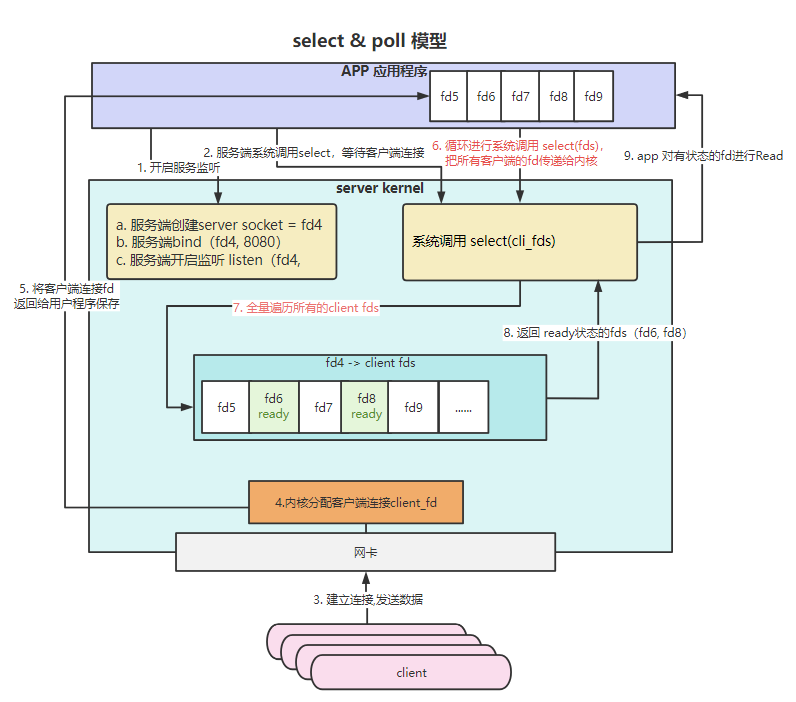 select & poll 模型
APP 应用程序
fd5 fd6 fd7 fd8 fd9
1. 开启服务监听
2. 服务端系统调用select，等待客户端连接
6. 循环进行系统调用 select(fds)，
把所有客户端的fd传递给内核
9. app 对有状态的fd进行Read
server kernel
a. 服务端创建server socket = fd4
b. 服务端bind（fd4, 8080）
c. 服务端开启监听 listen（fd4,
系统调用 select(cli_fds)
5. 将客户端连接fd
返回给用户程序保存
7. 全量遍历所有的client fds
8. 返回 ready状态的fds（fd6, fd8）
fd4 -> client fds
fd5 fd6 fd7 fd8 fd9 ......
ready ready
4.内核分配客户端连接client_fd
网卡
3. 建立连接,发送数据
client